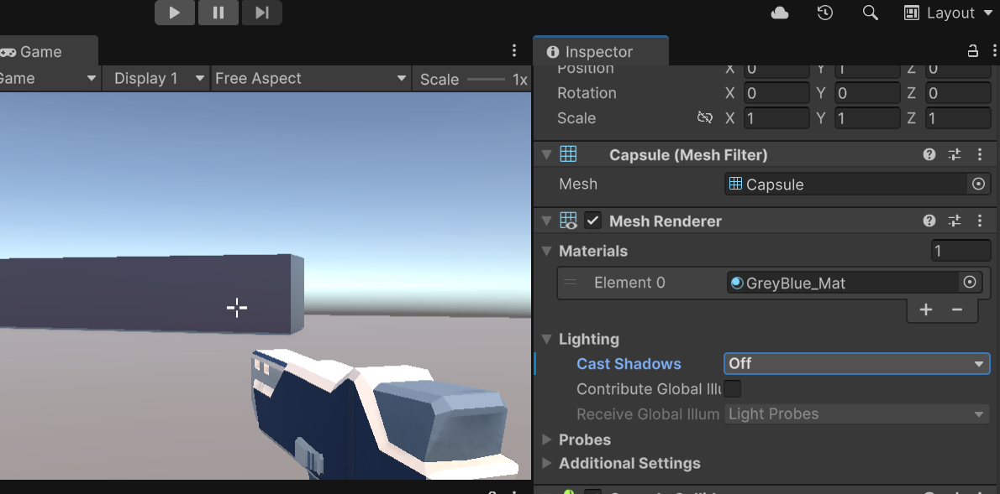 Layout
Game
Inspector
Game
Display 1
Free Aspect
Scale
1x
Position
X 0 Y 1 Z 0
Rotation
X 0 Y 0 Z 0
Scale
X 1 Y 1 Z 1
Capsule (Mesh Filter)
Mesh
Capsule
Mesh Renderer
Materials
1
Element 0
GreyBlue_Mat
Lighting
Cast Shadows
Off
Contribute Global Illu
Receive Global Illum
Light Probes
Probes
Additional Settings